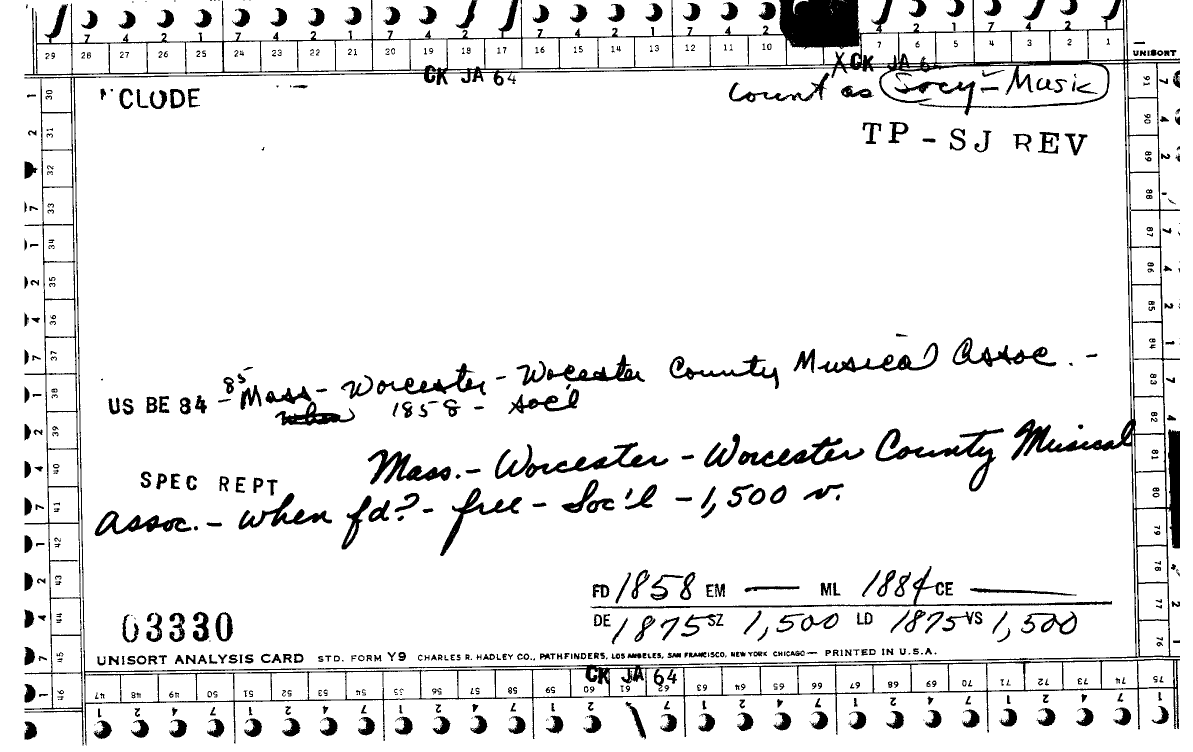 7 4 2 1 7 4 2 1 7 4 2 1 7 4 2 1 7 4 2 7 4 2 1
29 28 27 26 25 24 23 22 21 20 19 18 17 16 15 14 13 12 11 10 7 6 5 4 3 2 1 UNISORT
CK JA 64 XCK JA 6
CLUDE count as Socy - Music
TP - SJ REV
US BE 84 - 85 Mass - Worcester - Worcester County Musical Assoc. -
when 1858 - soc'l
SPEC REPT Mass. - Worcester - Worcester County Musical
Assoc. - when fd? - free - Soc'l - 1,500 v.
FD 1858 EM — ML 1884 CE —
03330 DE 1875 SZ 1,500 LD 1875 VS 1,500
UNISORT ANALYSIS CARD STD. FORM Y9 CHARLES R. HADLEY CO., PATHFINDERS, LOS ANGELES, SAN FRANCISCO, NEW YORK CHICAGO — PRINTED IN U.S.A.
CK JA 64
30 31 32 33 34 35 36 37 38 39 40 41 42 43 44 45 46
47 48 49 50 51 52 53 54 55 56 57 58 59 60 61 62 63 64 65 66 67 68 69 70 71 72 73 74 75
76 77 78 79 80 81 82 83 84 85 86 87 88 89 90 91